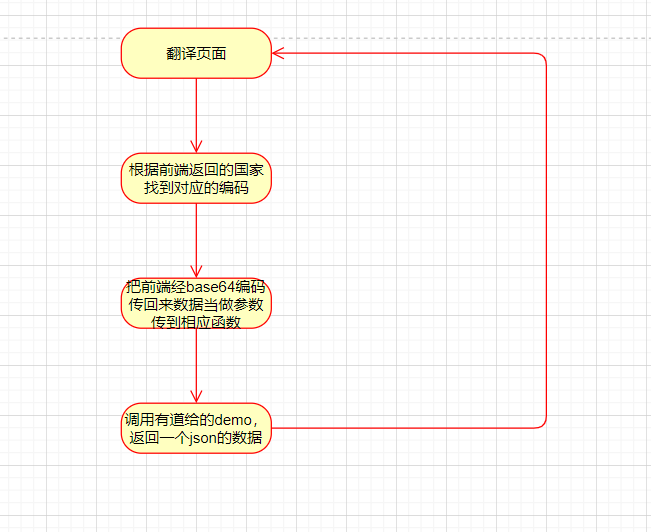 翻译页面
根据前端返回的国家
找到对应的编码
把前端经base64编码
传回来数据当做参数
传到相应函数
调用有道给的demo，
返回一个json的数据